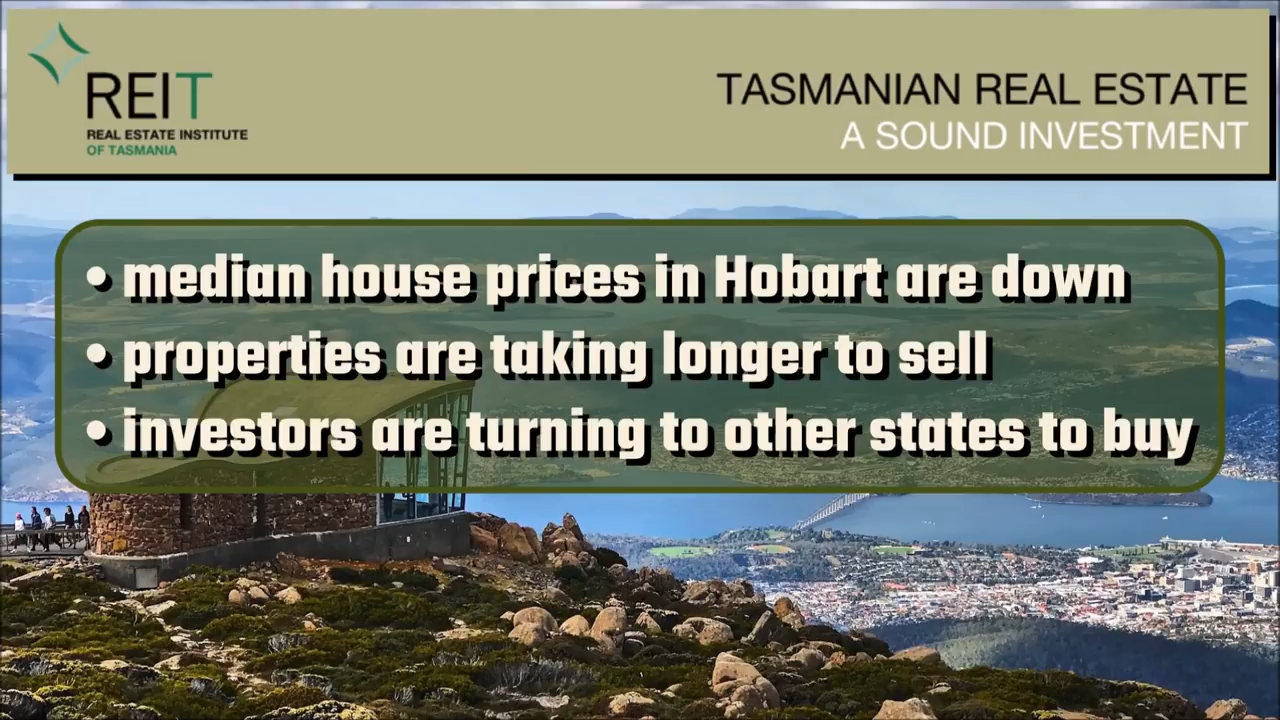 REIT
REAL ESTATE INSTITUTE
OF TASMANIA
TASMANIAN REAL ESTATE
A SOUND INVESTMENT
• median house prices in Hobart are down
• properties are taking longer to sell
• investors are turning to other states to buy